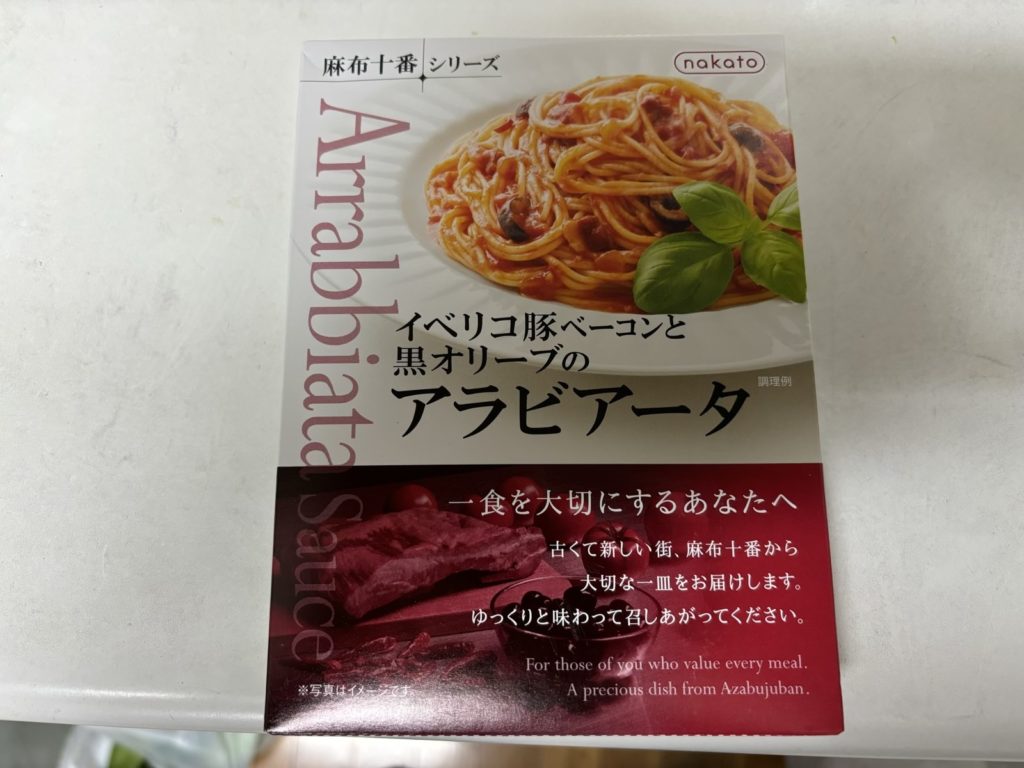 麻布十番シリーズ
nakato
Arrabbiata sauce
イベリコ豚ベーコンと
黒オリーブの
アラビアータ
調理例
一食を大切にするあなたへ
古くて新しい街、麻布十番から
大切な一皿をお届けします。
ゆっくりと味わって召しあがってください。
For those of you who value every meal.
A precious dish from Azabujuban.
※写真はイメージです。